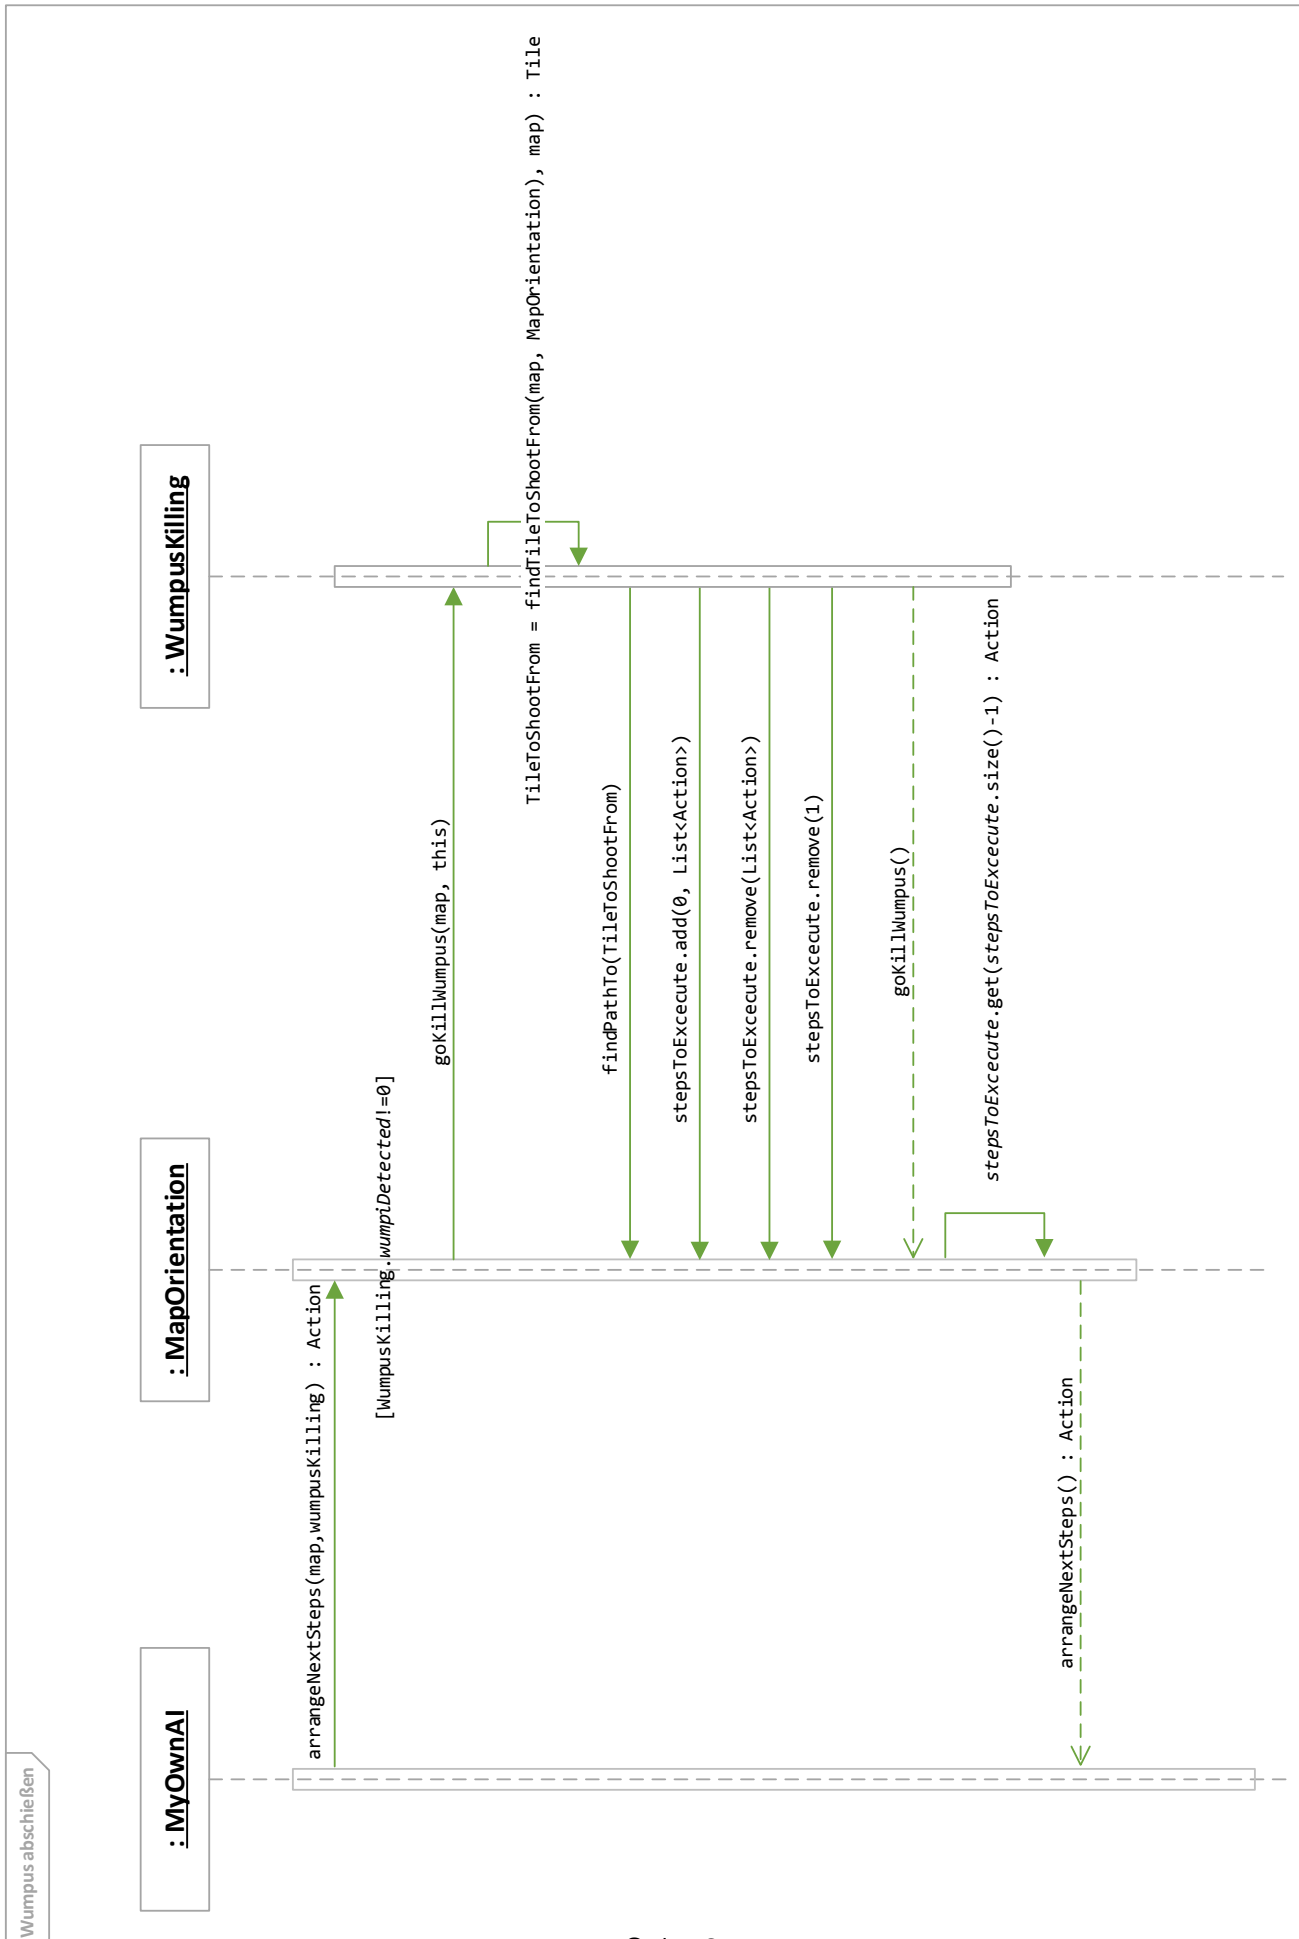 Wumpus abschießen
: MyOwnAI
: MapOrientation
: WumpusKilling
arrangeNextSteps(map,wumpusKilling) : Action
[WumpusKilling.wumpiDetected!=0]
goKillWumpus(map, this)
TileToShootFrom = findTileToShootFrom(map, MapOrientation), map) : Tile
findPathTo(TileToShootFrom)
stepsToExcecute.add(0, List<Action>)
stepsToExcecute.remove(List<Action>)
stepsToExcecute.remove(1)
goKillWumpus()
stepsToExcecute.get(stepsToExcecute.size()-1) : Action
arrangeNextSteps() : Action